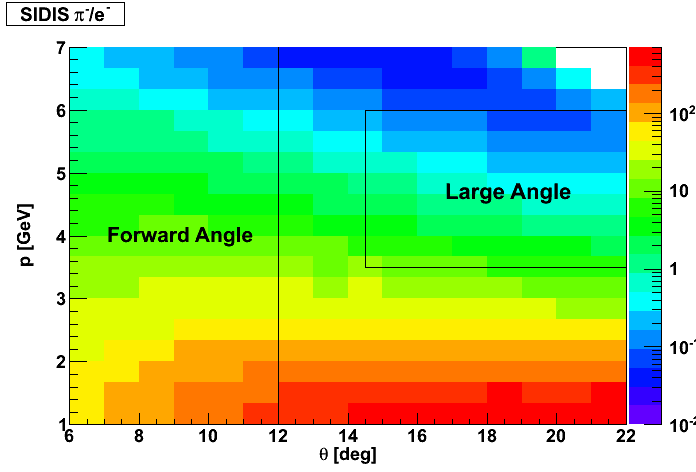 SIDIS π⁻/e⁻
7
6
5
4
3
2
1
p [GeV]
Forward Angle
Large Angle
6 8 10 12 14 16 18 20 22
θ [deg]
10²
10
1
10⁻¹
10⁻²